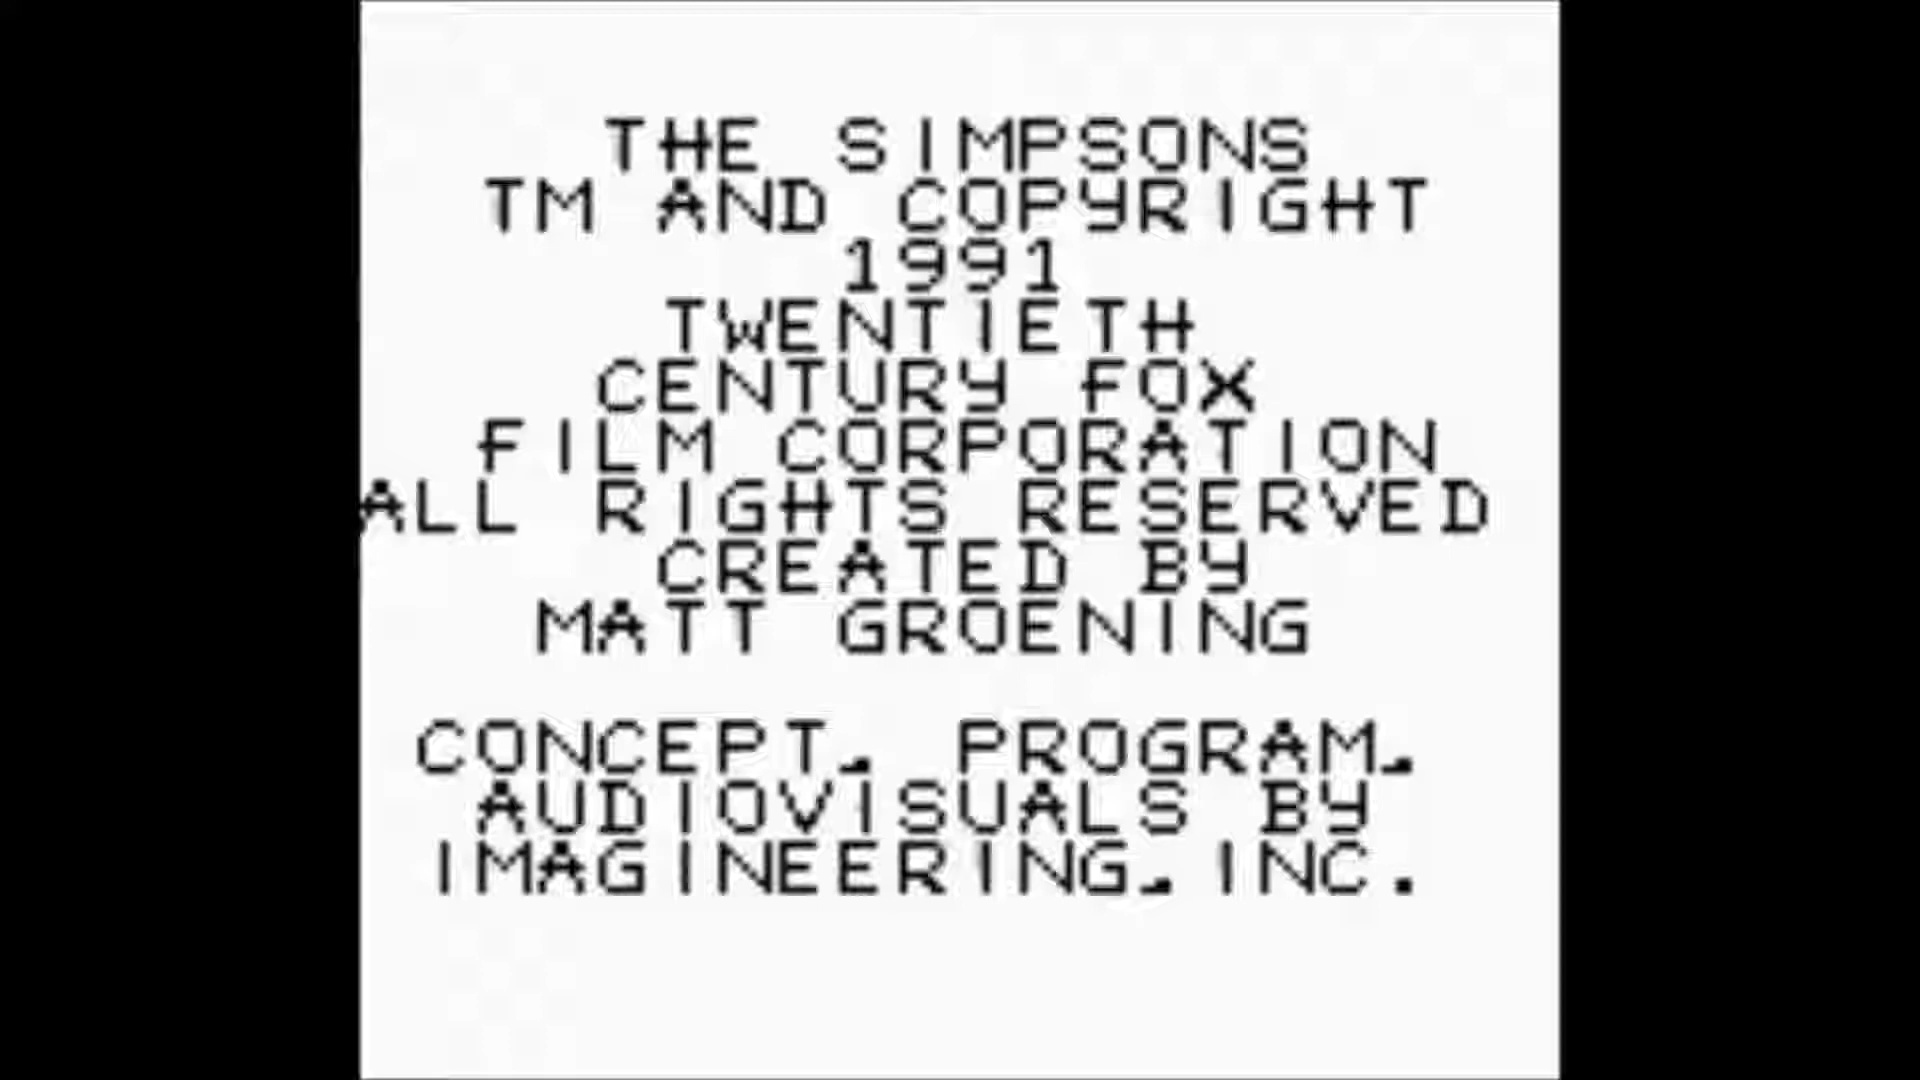 THE SIMPSONS
TM AND COPYRIGHT
1991
TWENTIETH
CENTURY FOX
FILM CORPORATION
ALL RIGHTS RESERVED
CREATED BY
MATT GROENING
CONCEPT, PROGRAM,
AUDIOVISUALS BY
IMAGINEERING, INC.